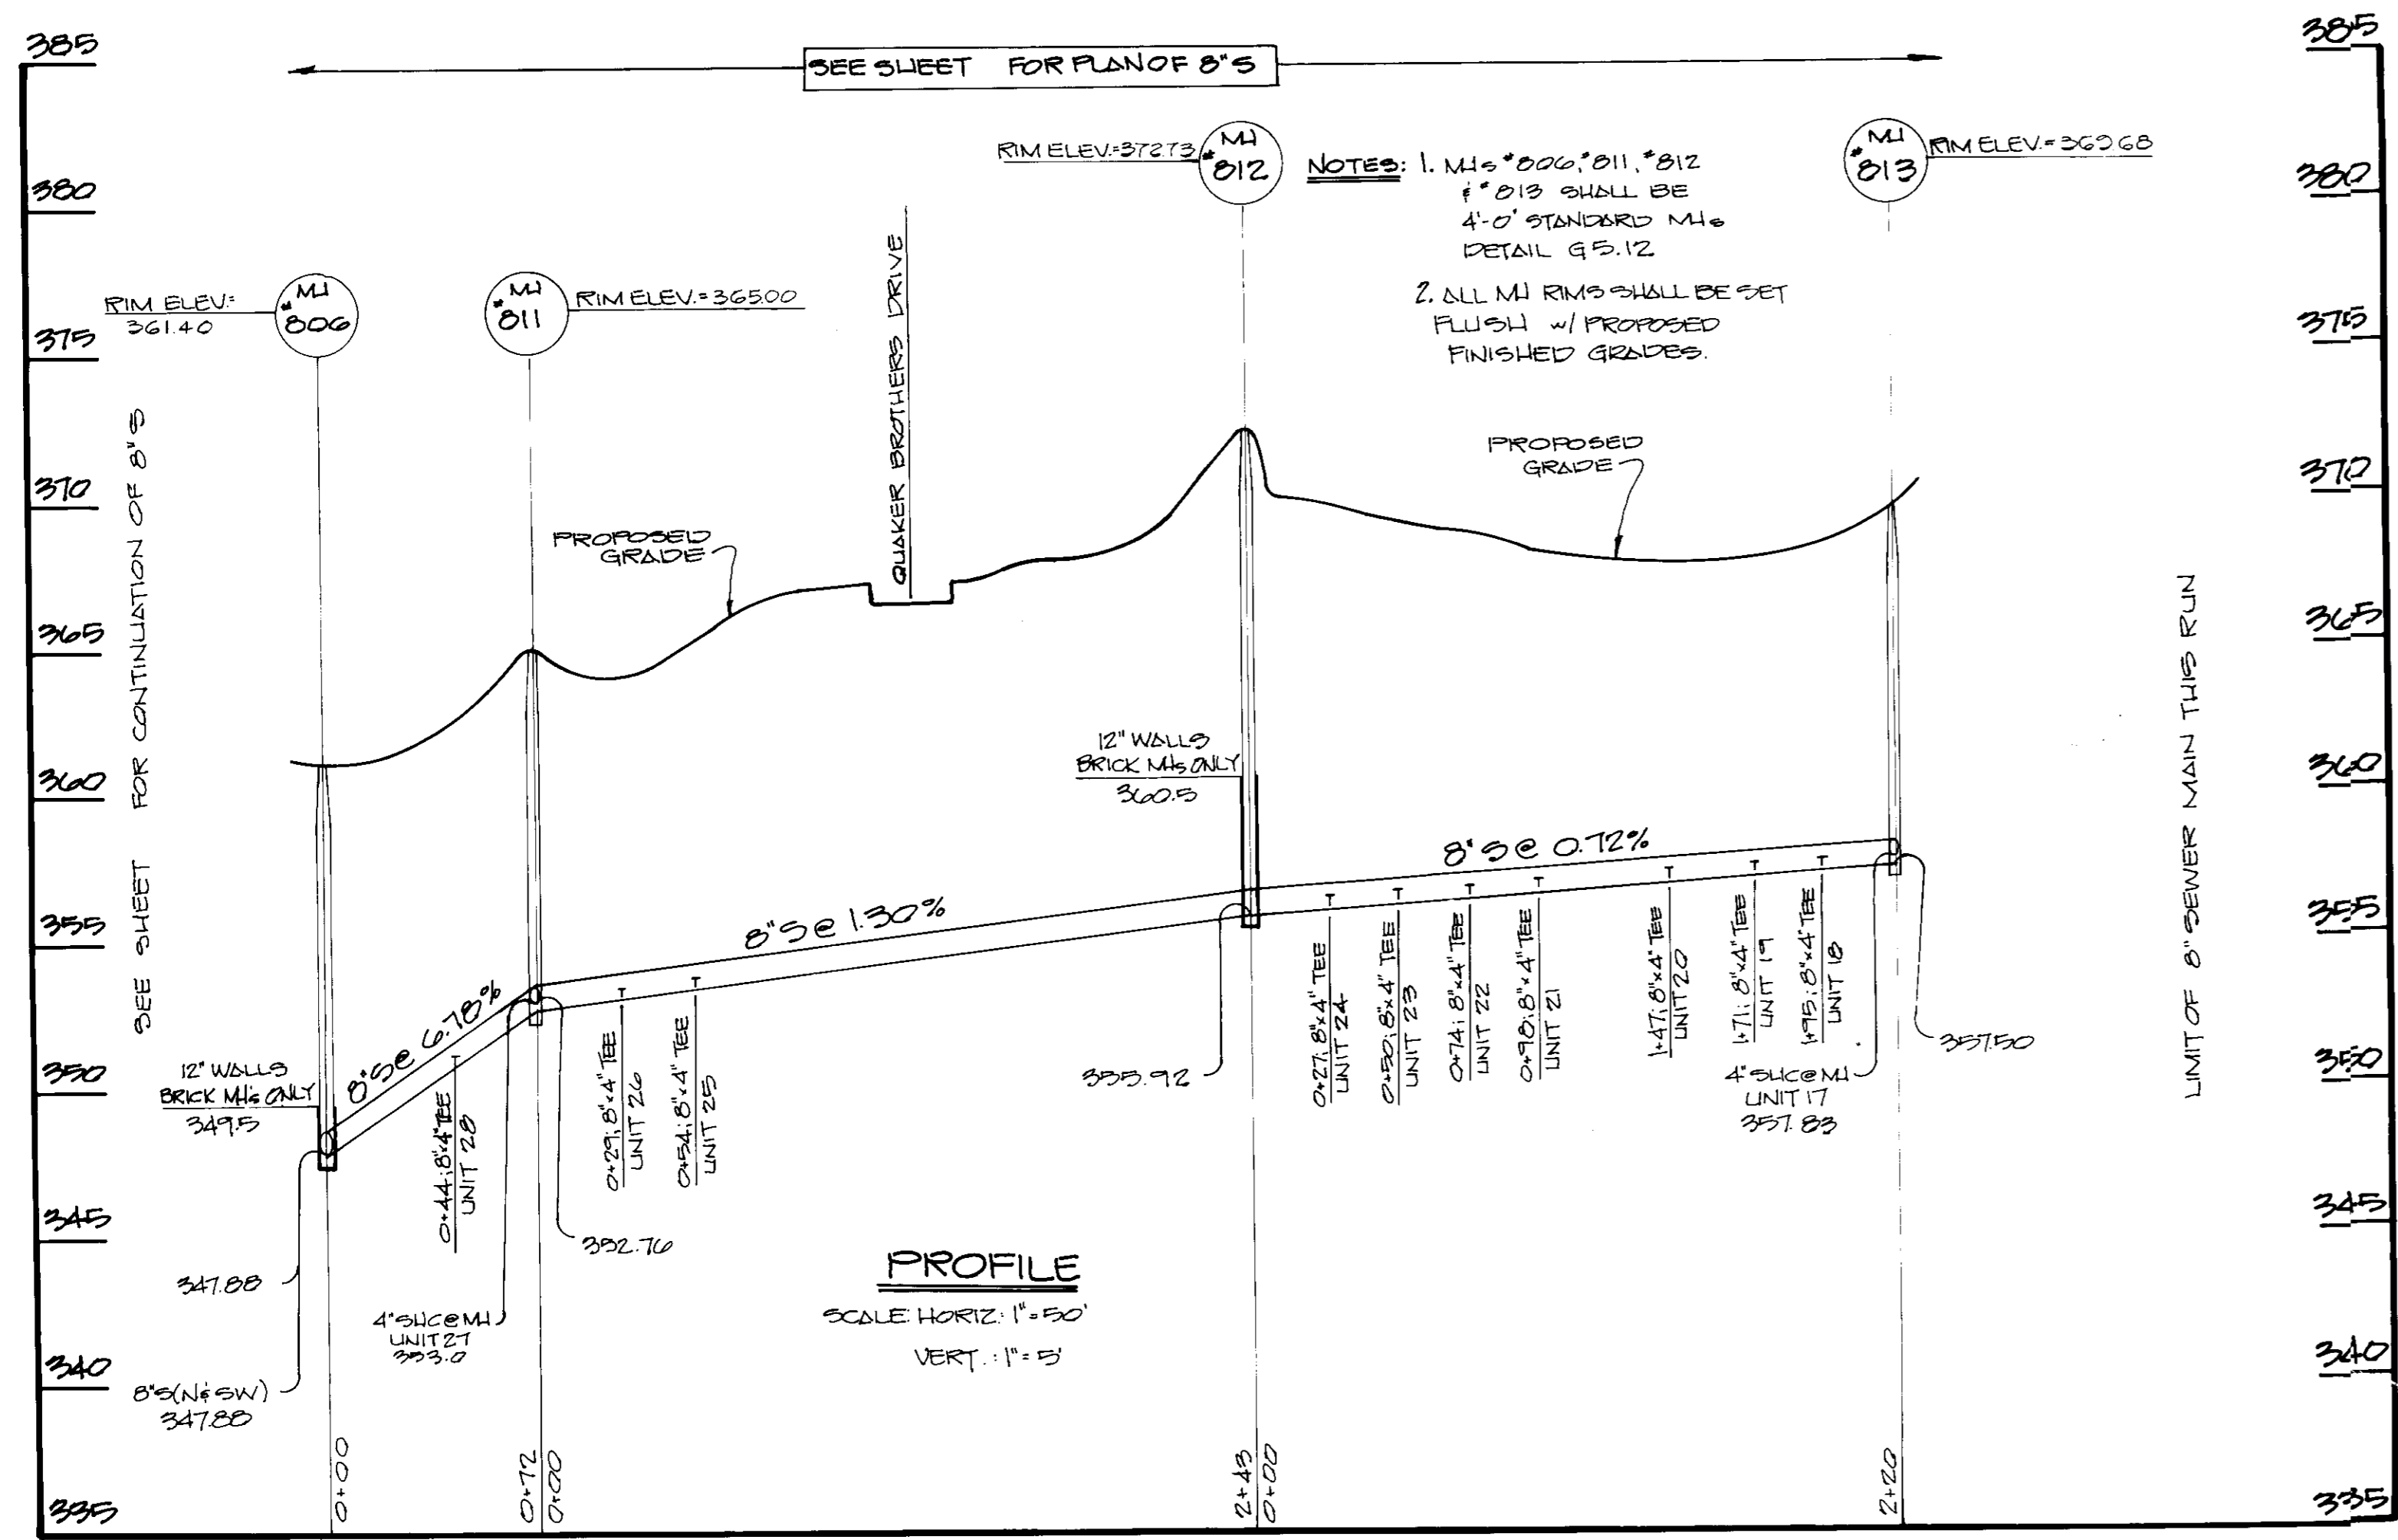 385
385
SEE SHEET FOR PLAN OF 8"S
380
380
375
375
370
370
365
365
360
360
355
355
350
350
345
345
340
340
335
335
RIM ELEV.=
361.40
MH
#806
MH
#811
RIM ELEV.=365.00
QUAKER BROTHERS DRIVE
RIM ELEV.=372.73
MH
#812
NOTES: 1. MHs #806, #811, #812
& #813 SHALL BE
4'-0" STANDARD MHs
DETAIL G5.12
2. ALL MH RIMS SHALL BE SET
FLUSH w/ PROPOSED
FINISHED GRADES.
MH
#813
RIM ELEV.=369.68
SEE SHEET FOR CONTINUATION OF 8"S
PROPOSED
GRADE
PROPOSED
GRADE
12" WALLS
BRICK MHs ONLY
360.5
8"S @ 0.72%
8"S @ 1.30%
8"S @ 6.78%
12" WALLS
BRICK MHs ONLY
349.5
0+44; 8"x4" TEE
UNIT 28
0+29; 8"x4" TEE
UNIT 26
0+54; 8"x4" TEE
UNIT 25
355.92
0+27; 8"x4" TEE
UNIT 24
0+50; 8"x4" TEE
UNIT 23
0+74; 8"x4" TEE
UNIT 22
0+98; 8"x4" TEE
UNIT 21
1+47; 8"x4" TEE
UNIT 20
1+71; 8"x4" TEE
UNIT 19
1+95; 8"x4" TEE
UNIT 18
4" SHC @ MH
UNIT 17
357.83
357.50
LIMIT OF 8" SEWER MAIN THIS RUN
352.76
347.88
4" SHC @ MH
UNIT 27
353.0
8"S (N & SW)
347.88
PROFILE
SCALE: HORIZ.: 1"=50'
VERT.: 1"=5'
0+00
0+72
0+00
2+43
0+00
2+20